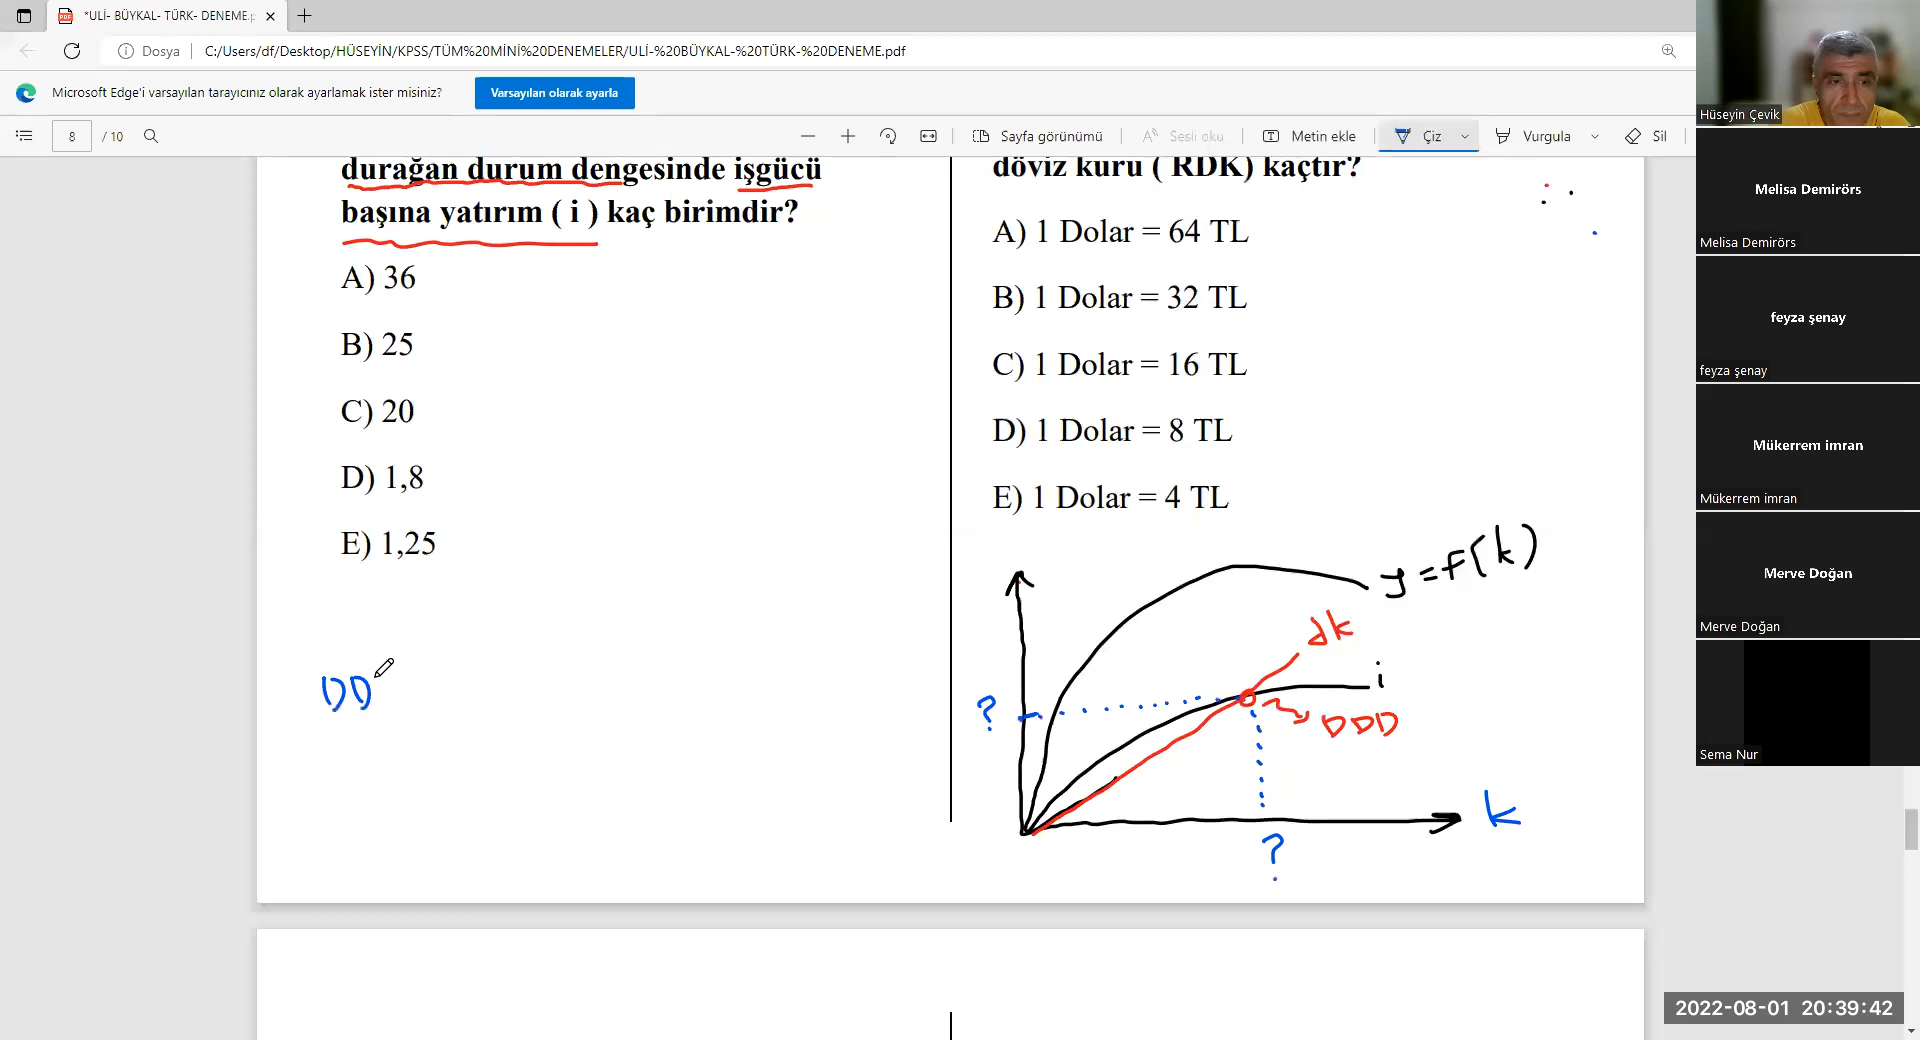 *ULİ- BÜYKAL- TÜRK- DENEME.p
Dosya
C:/Users/df/Desktop/HÜSEYİN/KPSS/TÜM%20MİNİ%20DENEMELER/ULİ-%20BÜYKAL-%20TÜRK-%20DENEME.pdf
Microsoft Edge'i varsayılan tarayıcınız olarak ayarlamak ister misiniz?
Varsayılan olarak ayarla
8 / 10
Sayfa görünümü
Sesli oku
Metin ekle
Çiz
Vurgula
Sil
durağan durum dengesinde işgücü
başına yatırım ( i ) kaç birimdir?
A) 36
B) 25
C) 20
D) 1,8
E) 1,25
DD
döviz kuru ( RDK) kaçtır?
A) 1 Dolar = 64 TL
B) 1 Dolar = 32 TL
C) 1 Dolar = 16 TL
D) 1 Dolar = 8 TL
E) 1 Dolar = 4 TL
y = F(k)
dk
i
?
DDD
k
?
Hüseyin Çevik
Melisa Demirörs
Melisa Demirörs
feyza şenay
feyza şenay
Mükerrem imran
Mükerrem imran
Merve Doğan
Merve Doğan
Sema Nur
2022-08-01 20:39:42